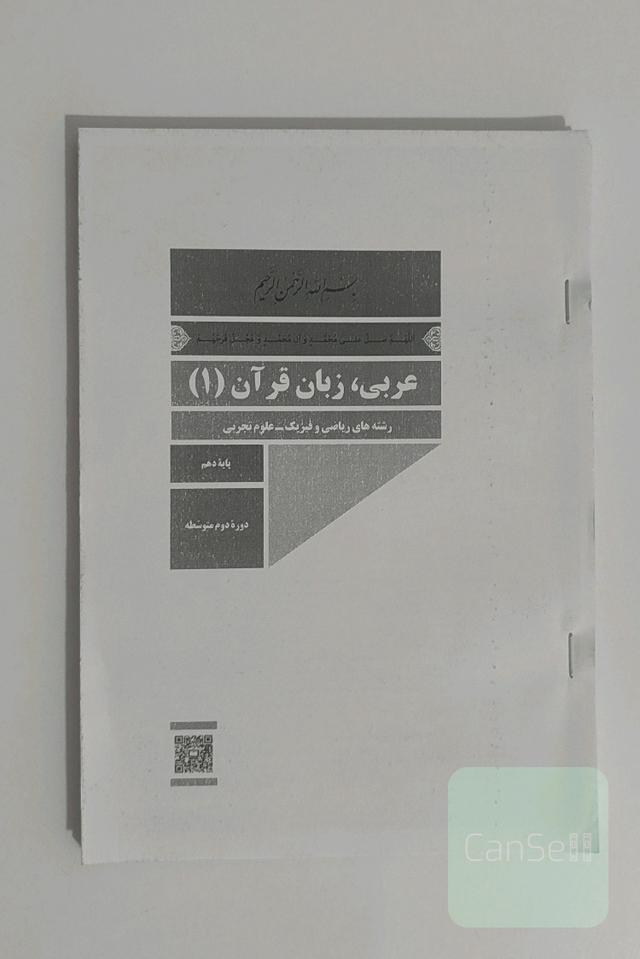 بسم الله الرحمن الرحیم
اللهم صل علی محمد و آل محمد و عجل فرجهم
عربی، زبان قرآن (۱)
رشته های ریاضی و فیزیک ــ علوم تجربی
پایهٔ دهم
دورهٔ دوم متوسطه
CanSell